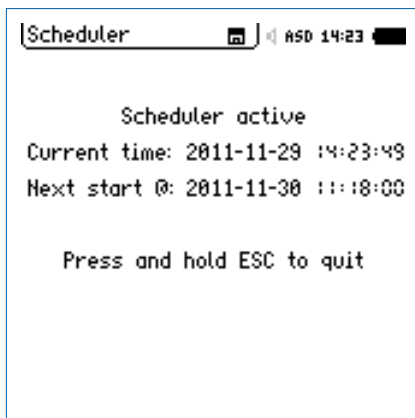 Scheduler ASD 14:23
Scheduler active
Current time: 2011-11-29 14:23:49
Next start @: 2011-11-30 11:18:00
Press and hold ESC to quit